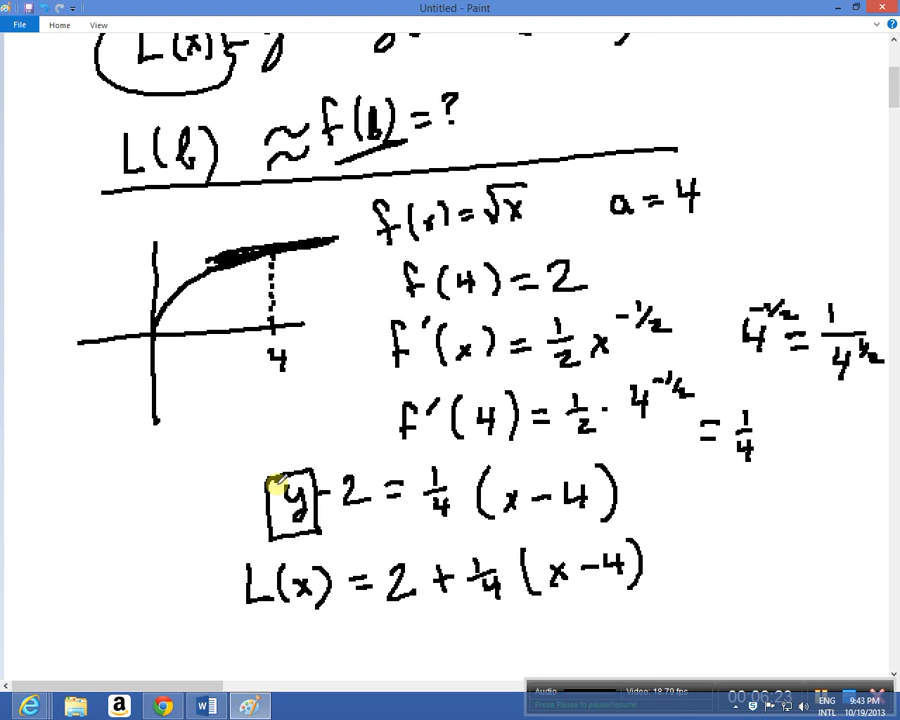 Untitled - Paint
File Home View
L(x)
L(b) ≈ f(b) = ?
f(x) = √x a = 4
f(4) = 2
4
f'(x) = 1/2 x^-1/2 4^-1/2 = 1/4^1/2
f'(4) = 1/2 · 4^-1/2 = 1/4
y - 2 = 1/4 (x - 4)
L(x) = 2 + 1/4 (x - 4)
Audio Video: 18.79 fps
Press Pause to pause/resume
00:06:23
ENG 9:43 PM
INTL 10/19/2013